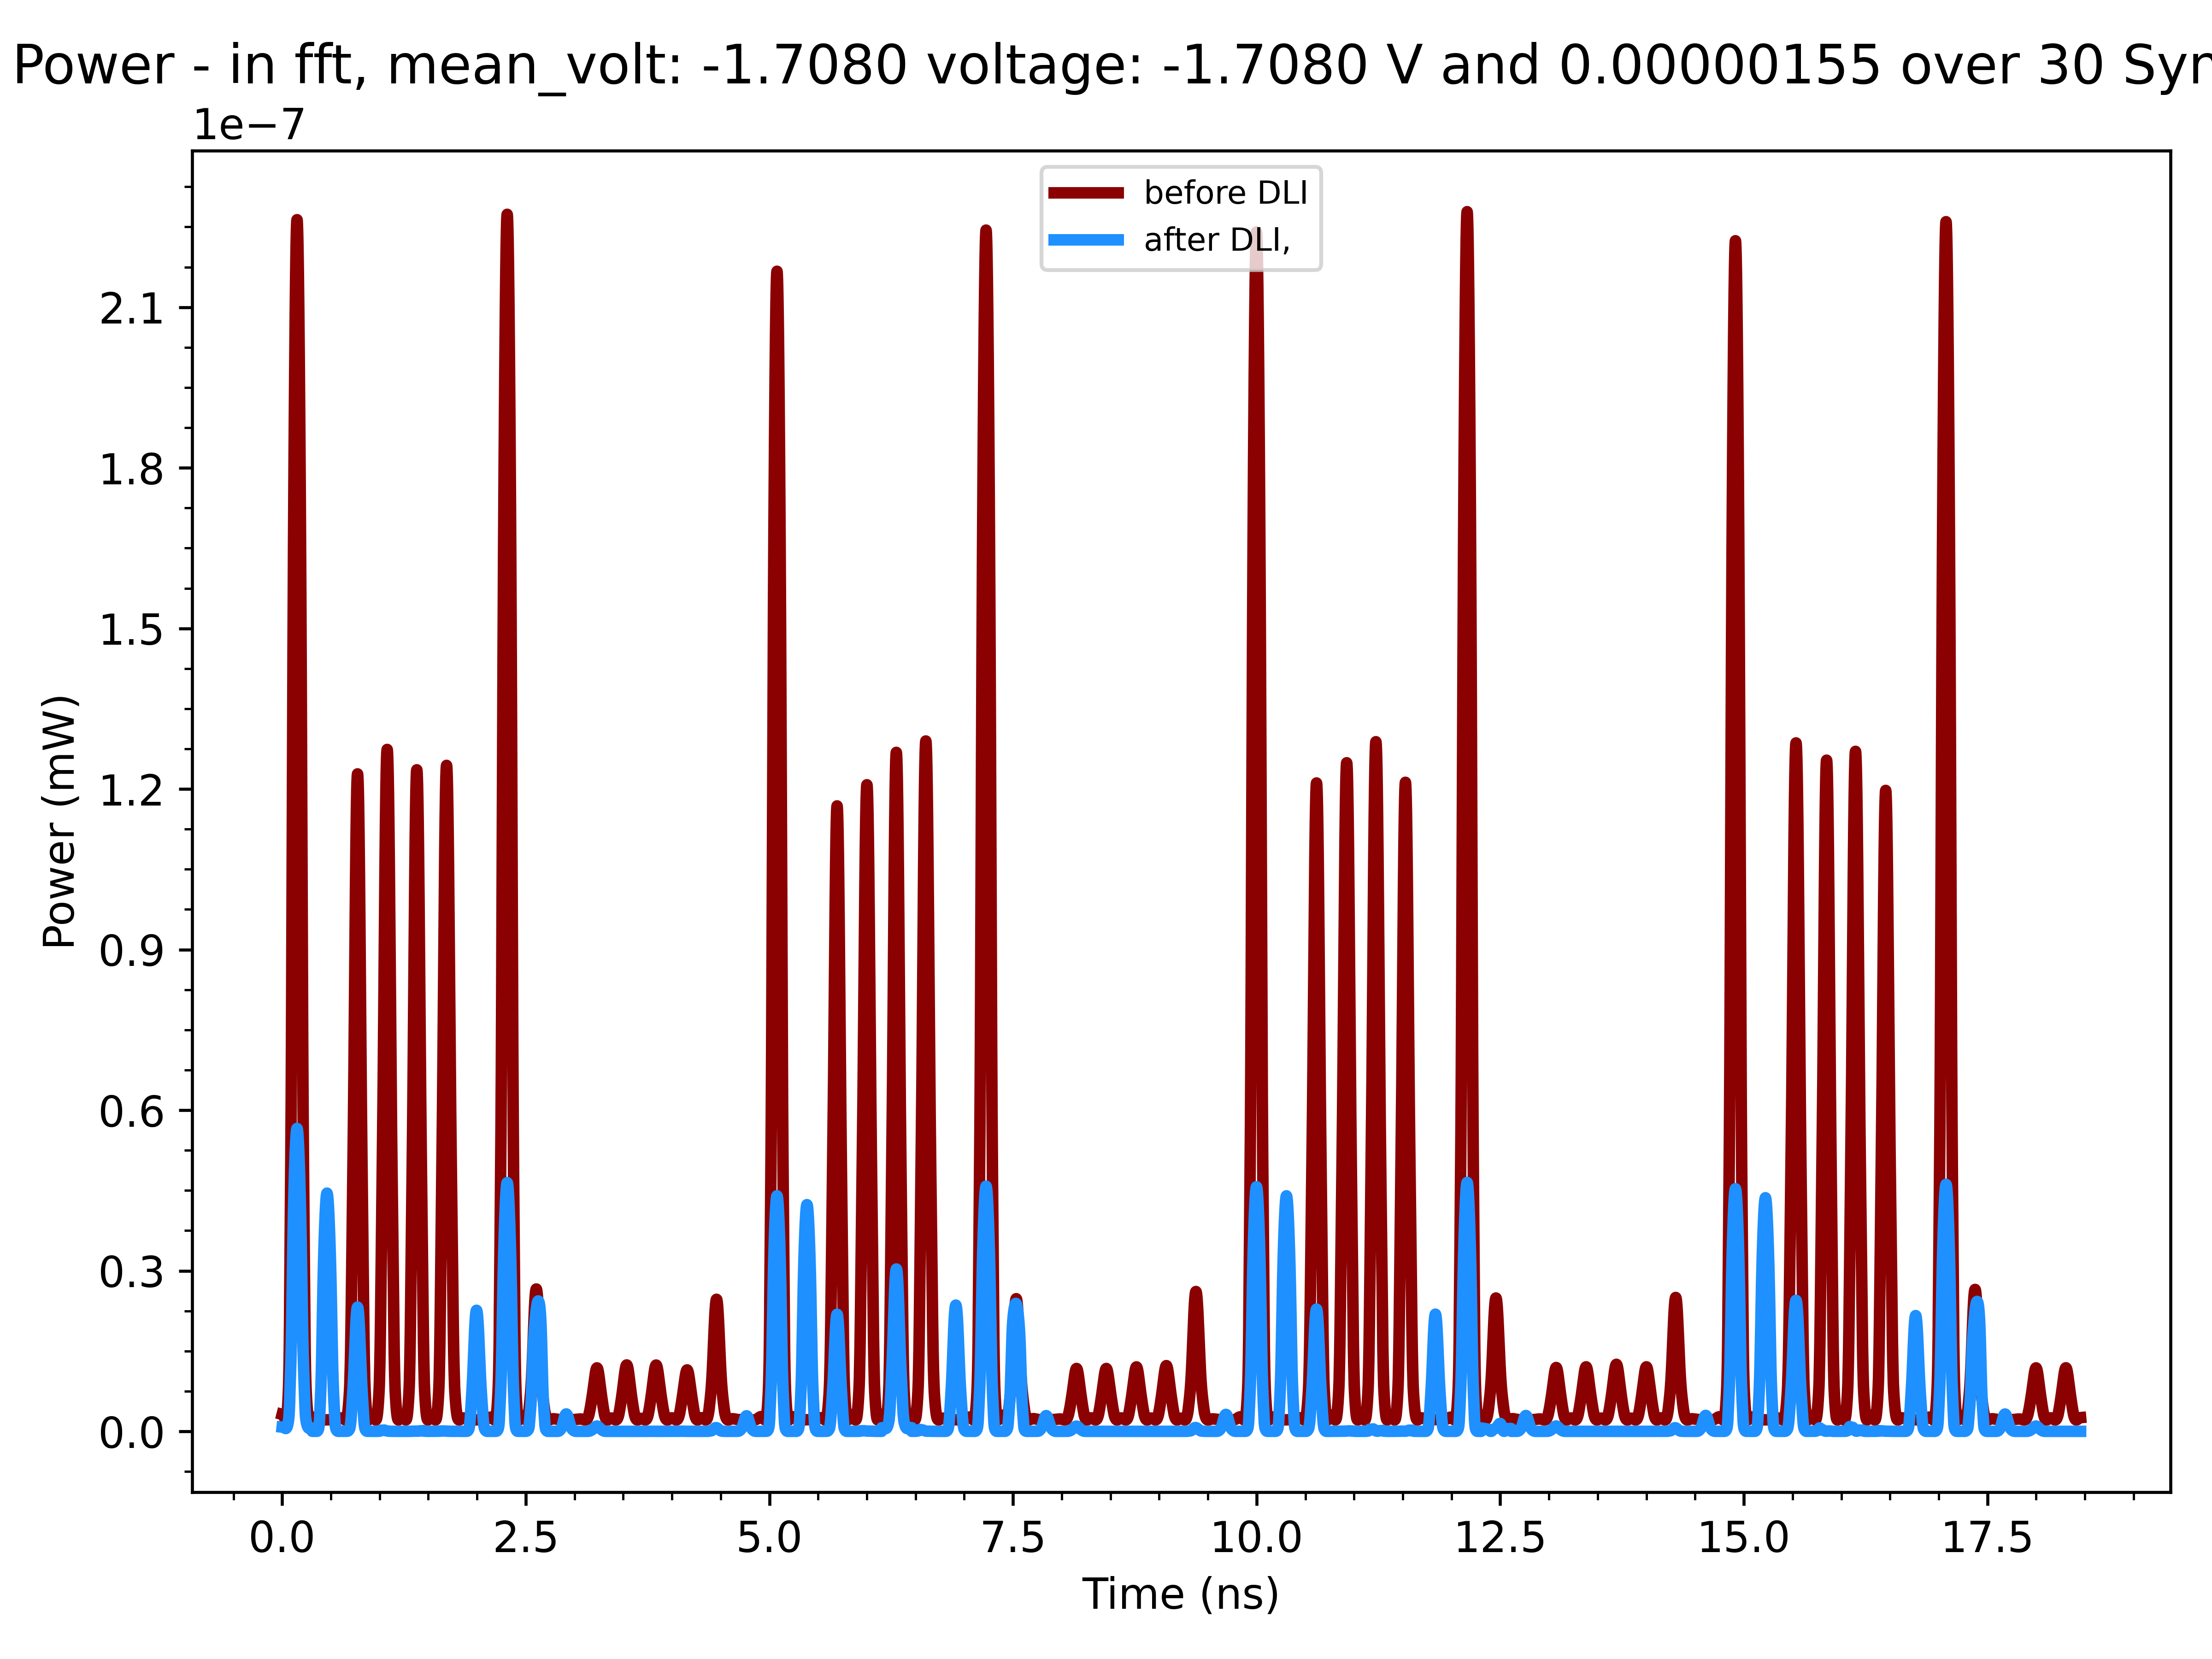 Power - in fft, mean_volt: -1.7080 voltage: -1.7080 V and 0.00000155 over 30
1e−7
before DLI
after DLI,
2.1
1.8
1.5
1.2
0.9
0.6
0.3
0.0
Power (mW)
0.0 2.5 5.0 7.5 10.0 12.5 15.0 17.5
Time (ns)